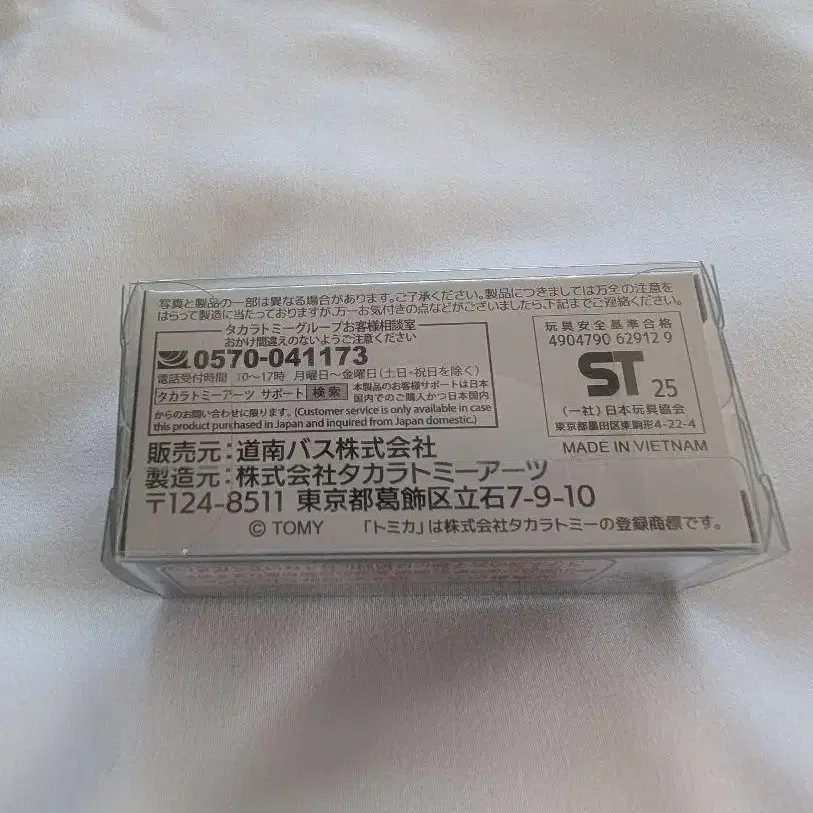 写真と製品の一部は異なる場合があります。ご了承ください。製品につきましては万全の注意を
はらって製造に当たっておりますが、万一お気付きの点などがございましたら、下記までご連絡ください。
タカラトミーグループお客様相談室
おかけ間違えのないようご注意ください
0570-041173
電話受付時間 10〜17時 月曜日〜金曜日(土日・祝日を除く)
タカラトミーアーツ サポート 検索 本製品のお客様サポートは日本
国内でのご購入かつ日本国内
からのお問い合わせに限ります。(Customer service is only available in case
this product purchased in Japan and inquired from Japan domestic.)
玩具安全基準合格
4904790 62912 9
ST 25
(一社)日本玩具協会
東京都墨田区東駒形4-22-4
MADE IN VIETNAM
販売元:道南バス株式会社
製造元:株式会社タカラトミーアーツ
〒124-8511 東京都葛飾区立石7-9-10
© TOMY 「トミカ」は株式会社タカラトミーの登録商標です。